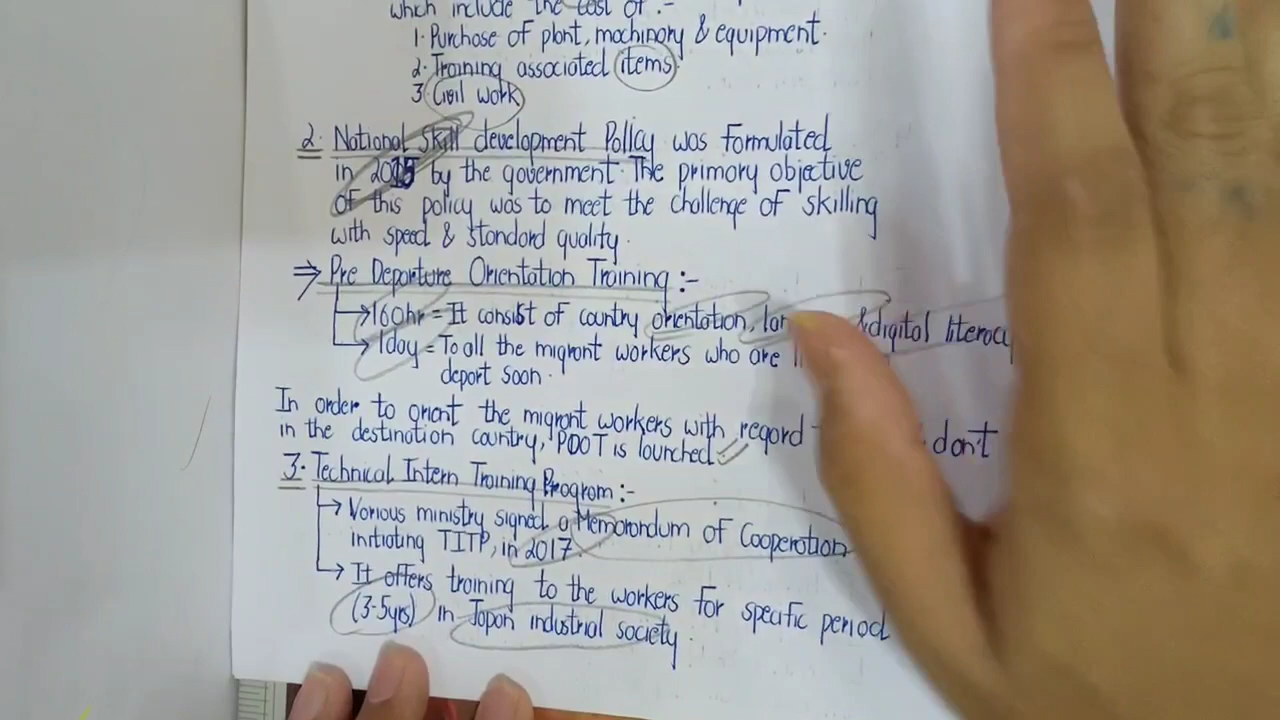 which include the cost of :-
1. Purchase of plant, machinary & equipment.
2. Training associated items
3. Civil work
2. National Skill development Policy was formulated
in 2015 by the government. The primary objective
of this policy was to meet the challenge of skilling
with speed & standard quality.
⇒ Pre Departure Orientation Training :-
→ 160hr = It consist of country orientation, & digital literacy
→ 1day = To all the migrant workers who are
depart soon.
In order to orient the migrant workers with regard don't
in the destination country, PDOT is launched.
3. Technical Intern Training Program :-
→ Various ministry signed a Memorandum of Cooperation
initiating TITP, in 2017.
→ It offers training to the workers for specific period
(3-5yrs) in Japan industrial society.